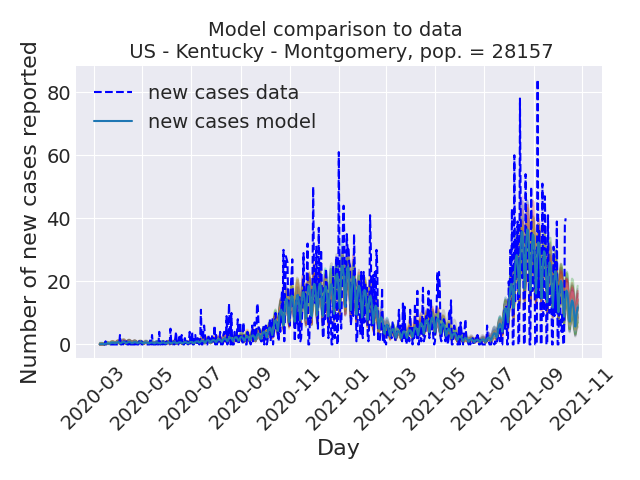 Model comparison to data
US - Kentucky - Montgomery, pop. = 28157
Number of new cases reported
80
60
40
20
0
new cases data
new cases model
2020-03
2020-05
2020-07
2020-09
2020-11
2021-01
2021-03
2021-05
2021-07
2021-09
2021-11
Day